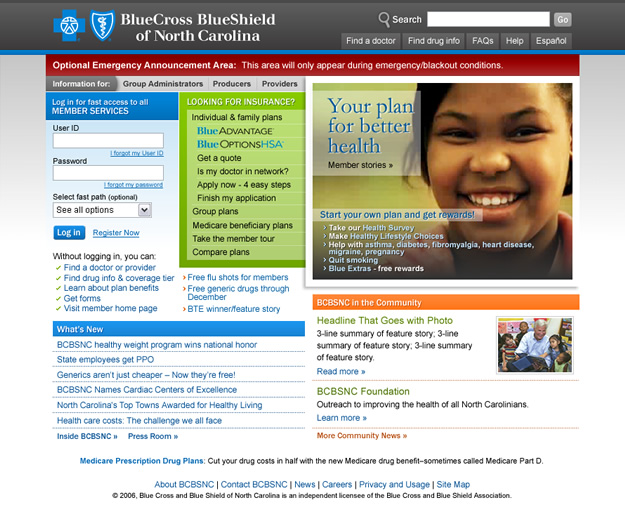 BlueCross BlueShield
of North Carolina
Search
Go
Find a doctor
Find drug info
FAQs
Help
Español
Optional Emergency Announcement Area: This area will only appear during emergency/blackout conditions.
Information for:
Group Administrators
Producers
Providers
Log in for fast access to all
MEMBER SERVICES
User ID
I forgot my User ID
Password
I forgot my password
Select fast path (optional)
See all options
Log in
Register Now
Without logging in, you can:
Find a doctor or provider
Find drug info & coverage tier
Learn about plan benefits
Get forms
Visit member home page
LOOKING FOR INSURANCE?
Individual & family plans
BlueADVANTAGE
BlueOPTIONSHSA
Get a quote
Is my doctor in network?
Apply now - 4 easy steps
Finish my application
Group plans
Medicare beneficiary plans
Take the member tour
Compare plans
Free flu shots for members
Free generic drugs through
December
BTE winner/feature story
Your plan
for better
health
Member stories »
Start your own plan and get rewards!
Take our Health Survey
Make Healthy Lifestyle Choices
Help with asthma, diabetes, fibromyalgia, heart disease,
migraine, pregnancy
Quit smoking
Blue Extras - free rewards
What's New
BCBSNC healthy weight program wins national honor
State employees get PPO
Generics aren't just cheaper – Now they're free!
BCBSNC Names Cardiac Centers of Excellence
North Carolina's Top Towns Awarded for Healthy Living
Health care costs: The challenge we all face
Inside BCBSNC »
Press Room »
BCBSNC in the Community
Headline That Goes with Photo
3-line summary of feature story; 3-line
summary of feature story; 3-line summary
of feature story.
Read more »
BCBSNC Foundation
Outreach to improving the health of all North Carolinians.
Learn more »
More Community News »
Medicare Prescription Drug Plans: Cut your drug costs in half with the new Medicare drug benefit–sometimes called Medicare Part D.
About BCBSNC | Contact BCBSNC | News | Careers | Privacy and Usage | Site Map
© 2006, Blue Cross and Blue Shield of North Carolina is an independent licensee of the Blue Cross and Blue Shield Association.